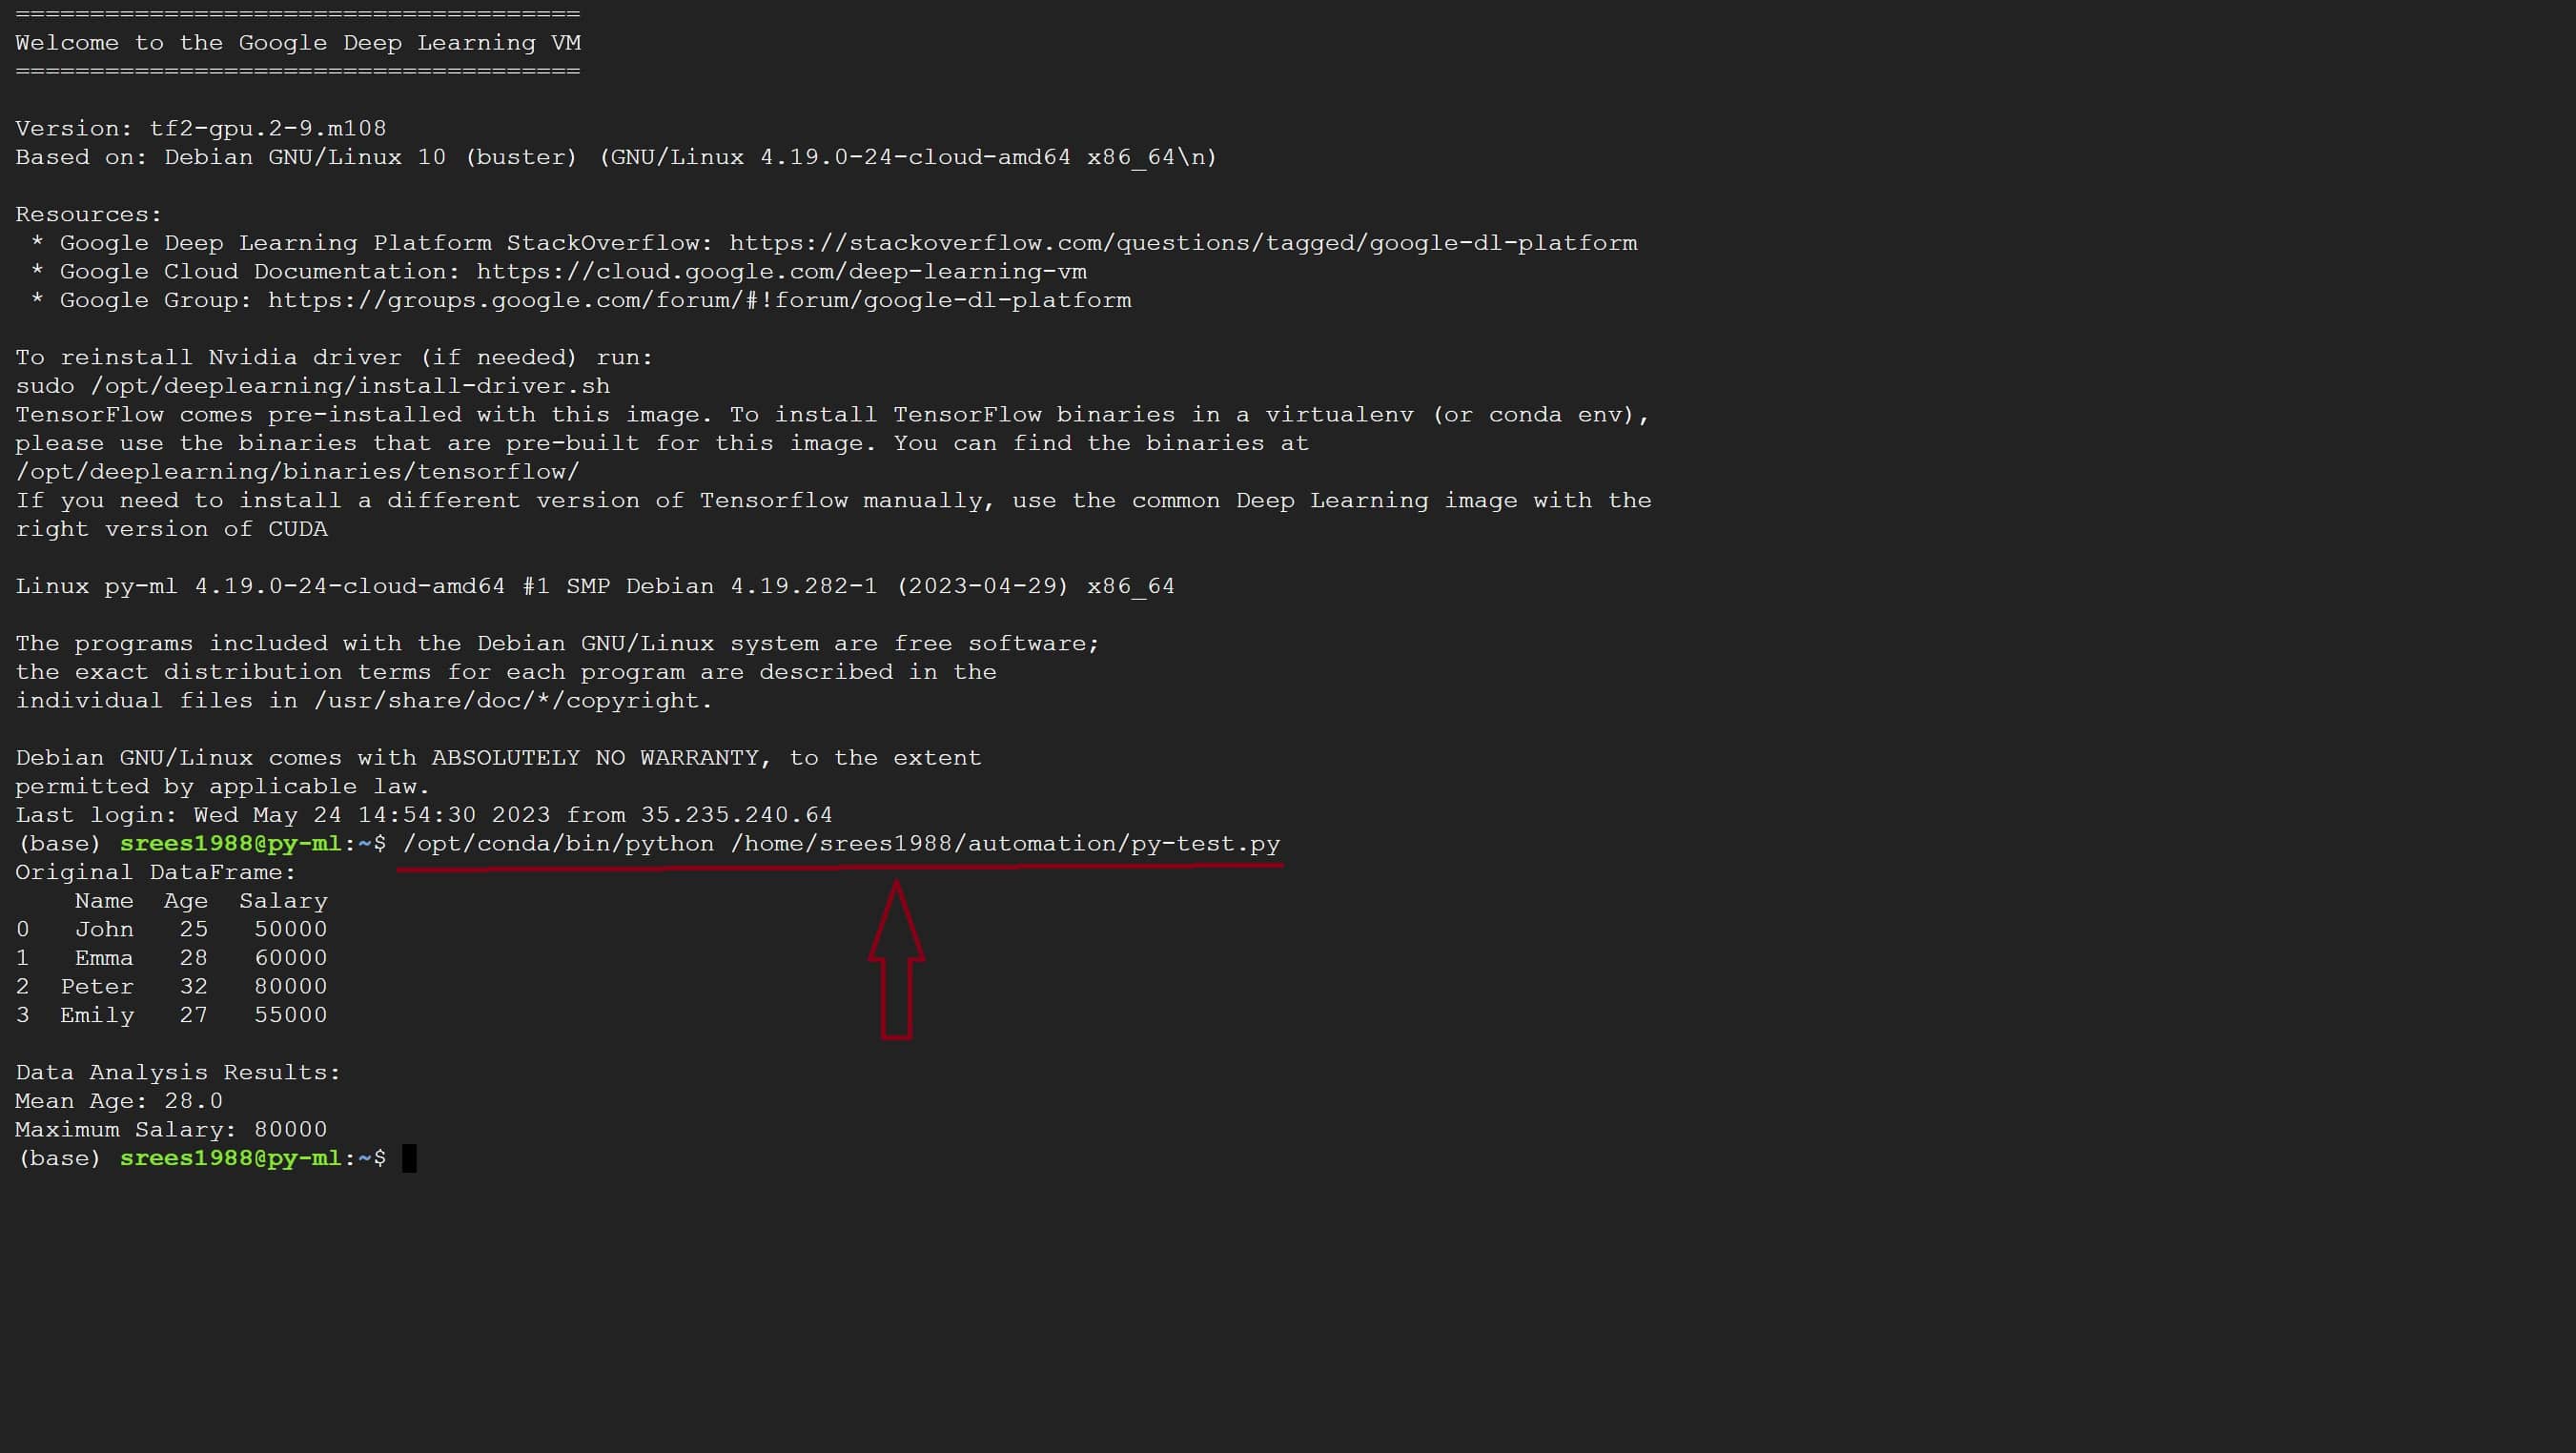 ======================================
Welcome to the Google Deep Learning VM
======================================

Version: tf2-gpu.2-9.m108
Based on: Debian GNU/Linux 10 (buster) (GNU/Linux 4.19.0-24-cloud-amd64 x86_64\n)

Resources:
 * Google Deep Learning Platform StackOverflow: https://stackoverflow.com/questions/tagged/google-dl-platform
 * Google Cloud Documentation: https://cloud.google.com/deep-learning-vm
 * Google Group: https://groups.google.com/forum/#!forum/google-dl-platform

To reinstall Nvidia driver (if needed) run:
sudo /opt/deeplearning/install-driver.sh
TensorFlow comes pre-installed with this image. To install TensorFlow binaries in a virtualenv (or conda env),
please use the binaries that are pre-built for this image. You can find the binaries at
/opt/deeplearning/binaries/tensorflow/
If you need to install a different version of Tensorflow manually, use the common Deep Learning image with the
right version of CUDA

Linux py-ml 4.19.0-24-cloud-amd64 #1 SMP Debian 4.19.282-1 (2023-04-29) x86_64

The programs included with the Debian GNU/Linux system are free software;
the exact distribution terms for each program are described in the
individual files in /usr/share/doc/*/copyright.

Debian GNU/Linux comes with ABSOLUTELY NO WARRANTY, to the extent
permitted by applicable law.
Last login: Wed May 24 14:54:30 2023 from 35.235.240.64
(base) srees1988@py-ml:~$ /opt/conda/bin/python /home/srees1988/automation/py-test.py
Original DataFrame:
    Name  Age  Salary
0   John   25   50000
1   Emma   28   60000
2  Peter   32   80000
3  Emily   27   55000

Data Analysis Results:
Mean Age: 28.0
Maximum Salary: 80000
(base) srees1988@py-ml:~$